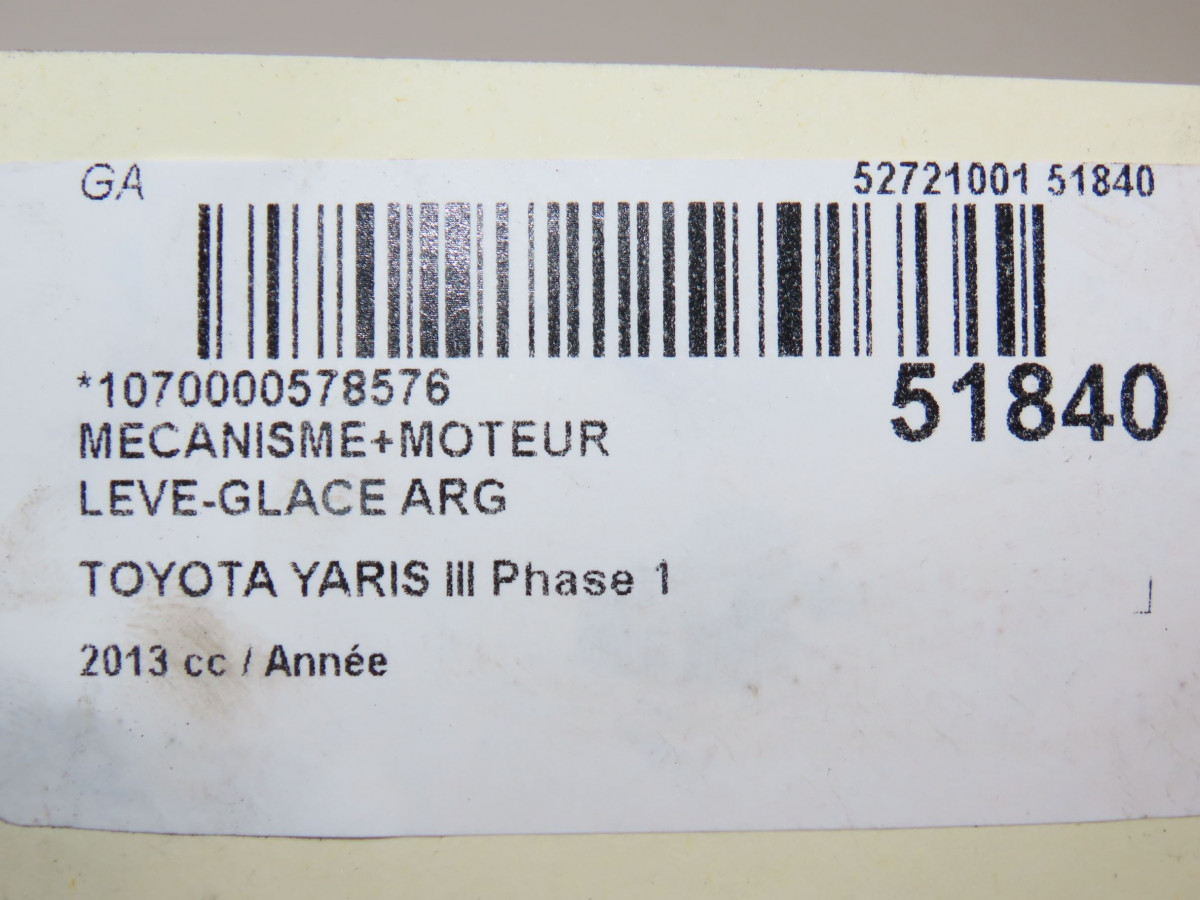 GA 52721001 51840
*1070000578576
51840
MECANISME+MOTEUR
LEVE-GLACE ARG
TOYOTA YARIS III Phase 1
2013 cc / Année